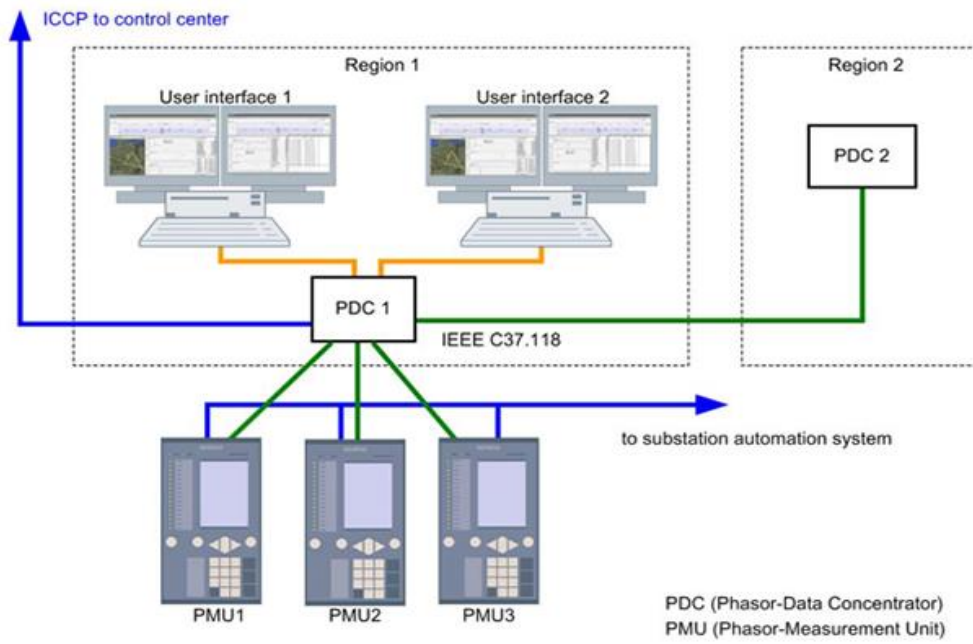 ICCP to control center
Region 1
Region 2
User interface 1
User interface 2
PDC 2
PDC 1
IEEE C37.118
to substation automation system
PMU1
PMU2
PMU3
PDC (Phasor-Data Concentrator)
PMU (Phasor-Measurement Unit)